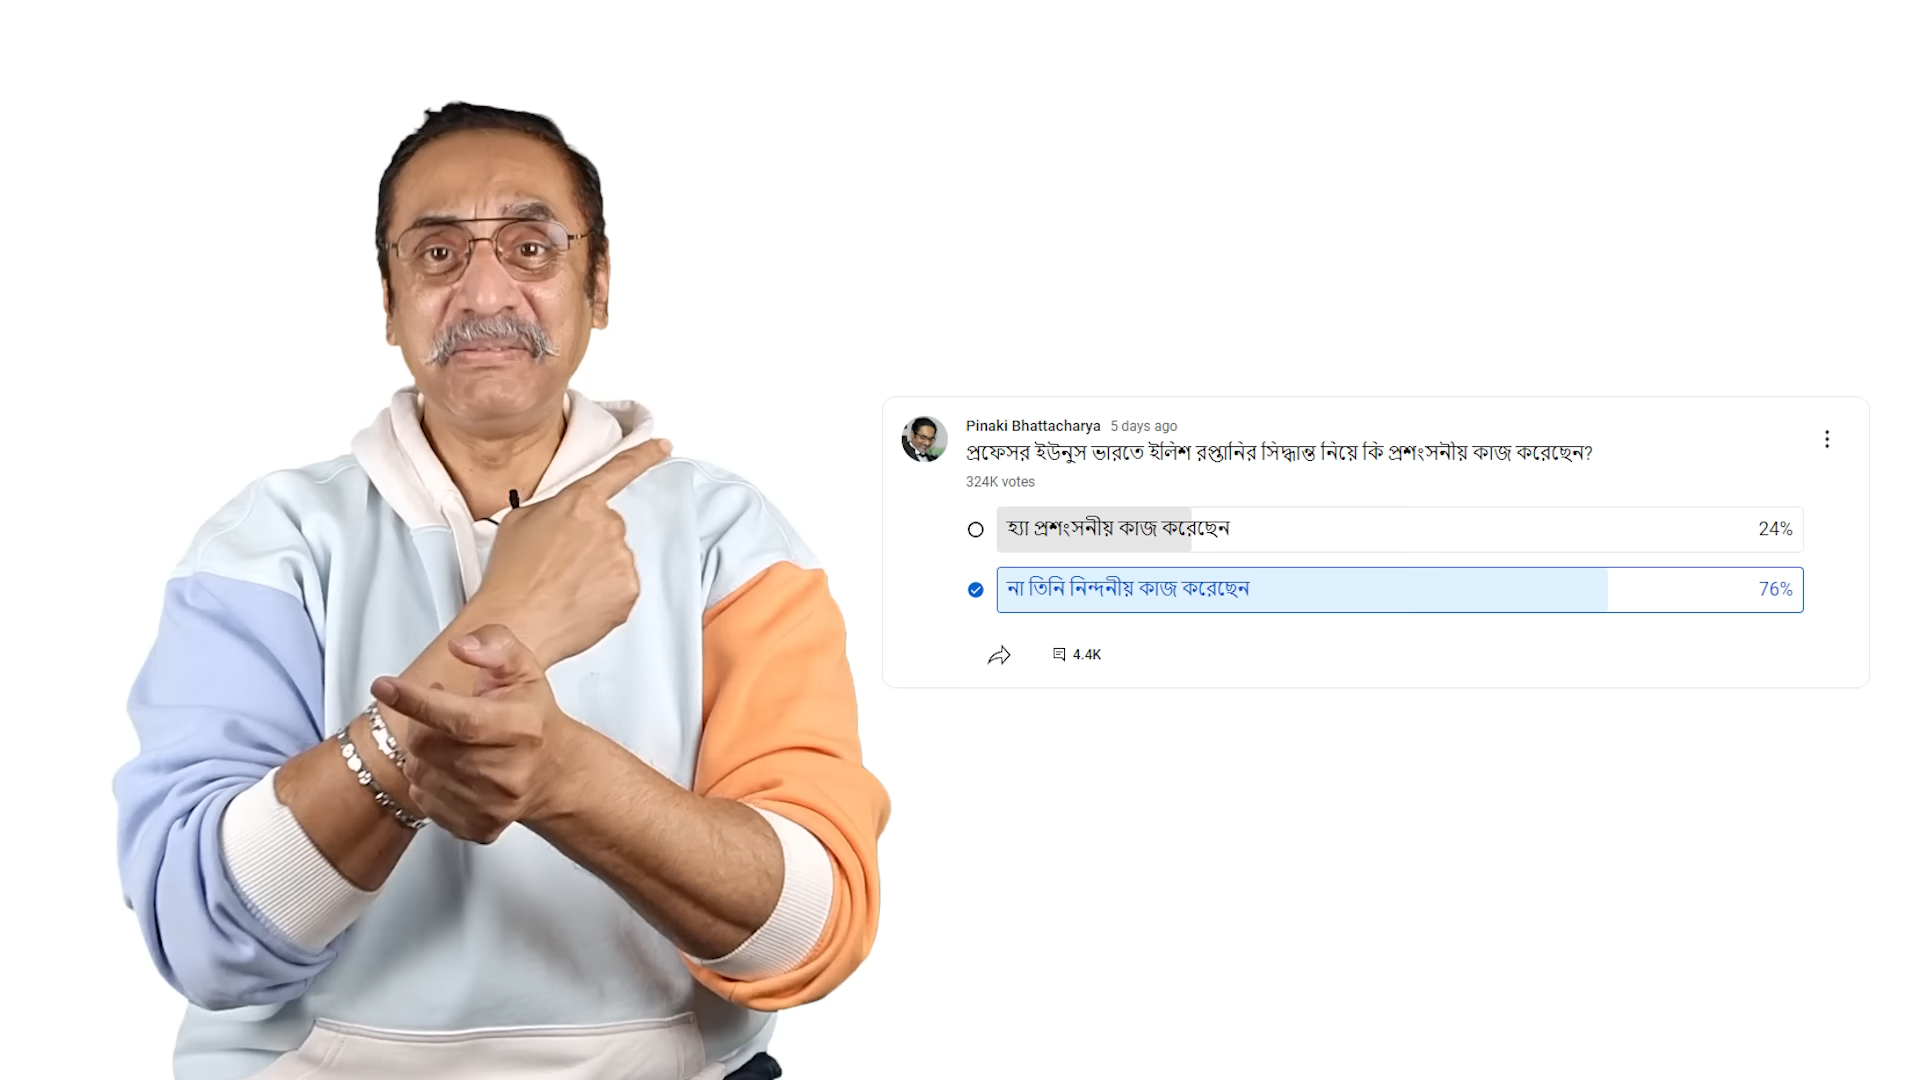 Pinaki Bhattacharya 5 days ago
প্রফেসর ইউনুস ভারতে ইলিশ রপ্তানির সিদ্ধান্ত নিয়ে কি প্রশংসনীয় কাজ করেছেন?
324K votes
হ্যা প্রশংসনীয় কাজ করেছেন 24%
না তিনি নিন্দনীয় কাজ করেছেন 76%
4.4K